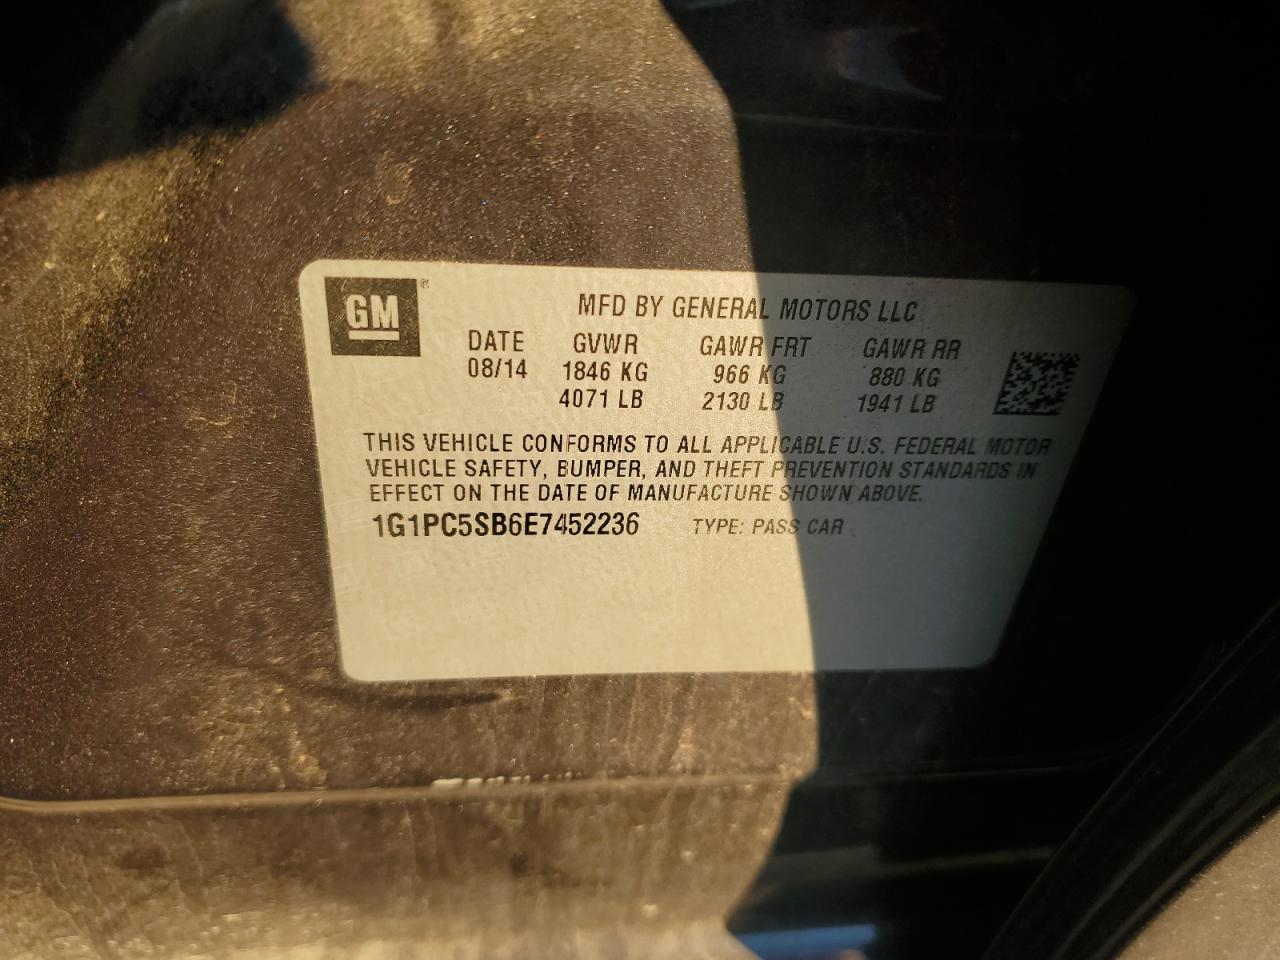 GM®
MFD BY GENERAL MOTORS LLC
DATE GVWR GAWR FRT GAWR RR
08/14 1846 KG 966 KG 880 KG
4071 LB 2130 LB 1941 LB
THIS VEHICLE CONFORMS TO ALL APPLICABLE U.S. FEDERAL MOTOR
VEHICLE SAFETY, BUMPER, AND THEFT PREVENTION STANDARDS IN
EFFECT ON THE DATE OF MANUFACTURE SHOWN ABOVE.
1G1PC5SB6E7452236 TYPE: PASS CAR